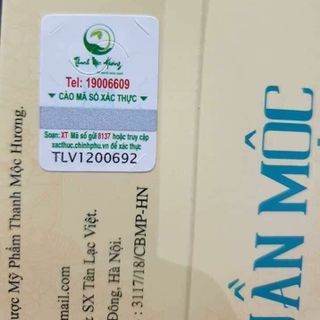 Thanh Mộc Hương
Tel: 19006609
CÀO MÃ SỐ XÁC THỰC
Soạn: XT Mã số gửi 8137 hoặc truy cập
xacthuc.chinhphu.vn để xác thực
TLV1200692
ược Mỹ Phẩm Thanh Mộc Hương.
mail.com
g SX Tân Lạc Việt.
Đông, Hà Nội.
: 3117/18/CBMP-HN
UẦN MỘC